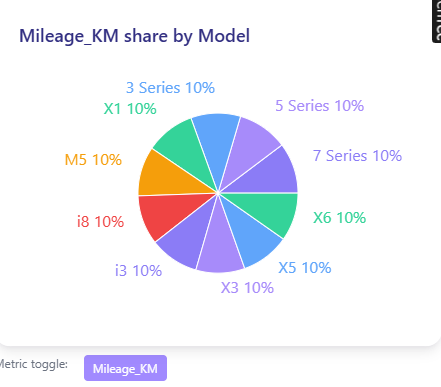 Mileage_KM share by Model
3 Series 10%
5 Series 10%
X1 10%
7 Series 10%
M5 10%
i8 10%
X6 10%
i3 10%
X5 10%
X3 10%
Metric toggle:
Mileage_KM